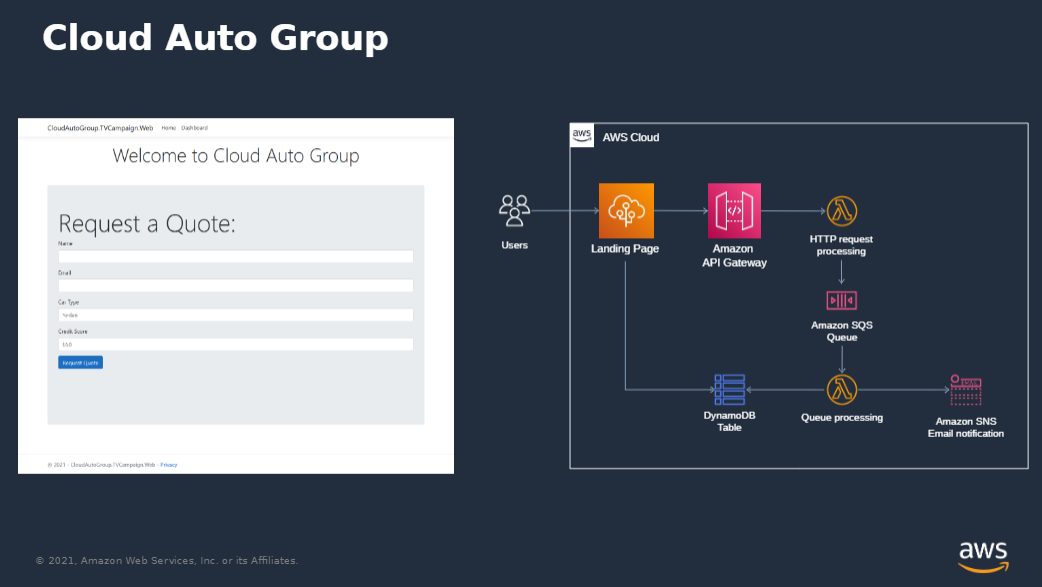 Cloud Auto Group
CloudAutoGroup.TVCampaign.Web Home Dashboard
Welcome to Cloud Auto Group
Request a Quote:
Name
Email
Car Type
Sedan
Credit Score
Request Quote
© 2021 - CloudAutoGroup.TVCampaign.Web - Privacy
aws
AWS Cloud
Users
Landing Page
Amazon
API Gateway
HTTP request
processing
Amazon SQS
Queue
DynamoDB
Table
Queue processing
Amazon SNS
Email notification
© 2021, Amazon Web Services, Inc. or its Affiliates.
aws